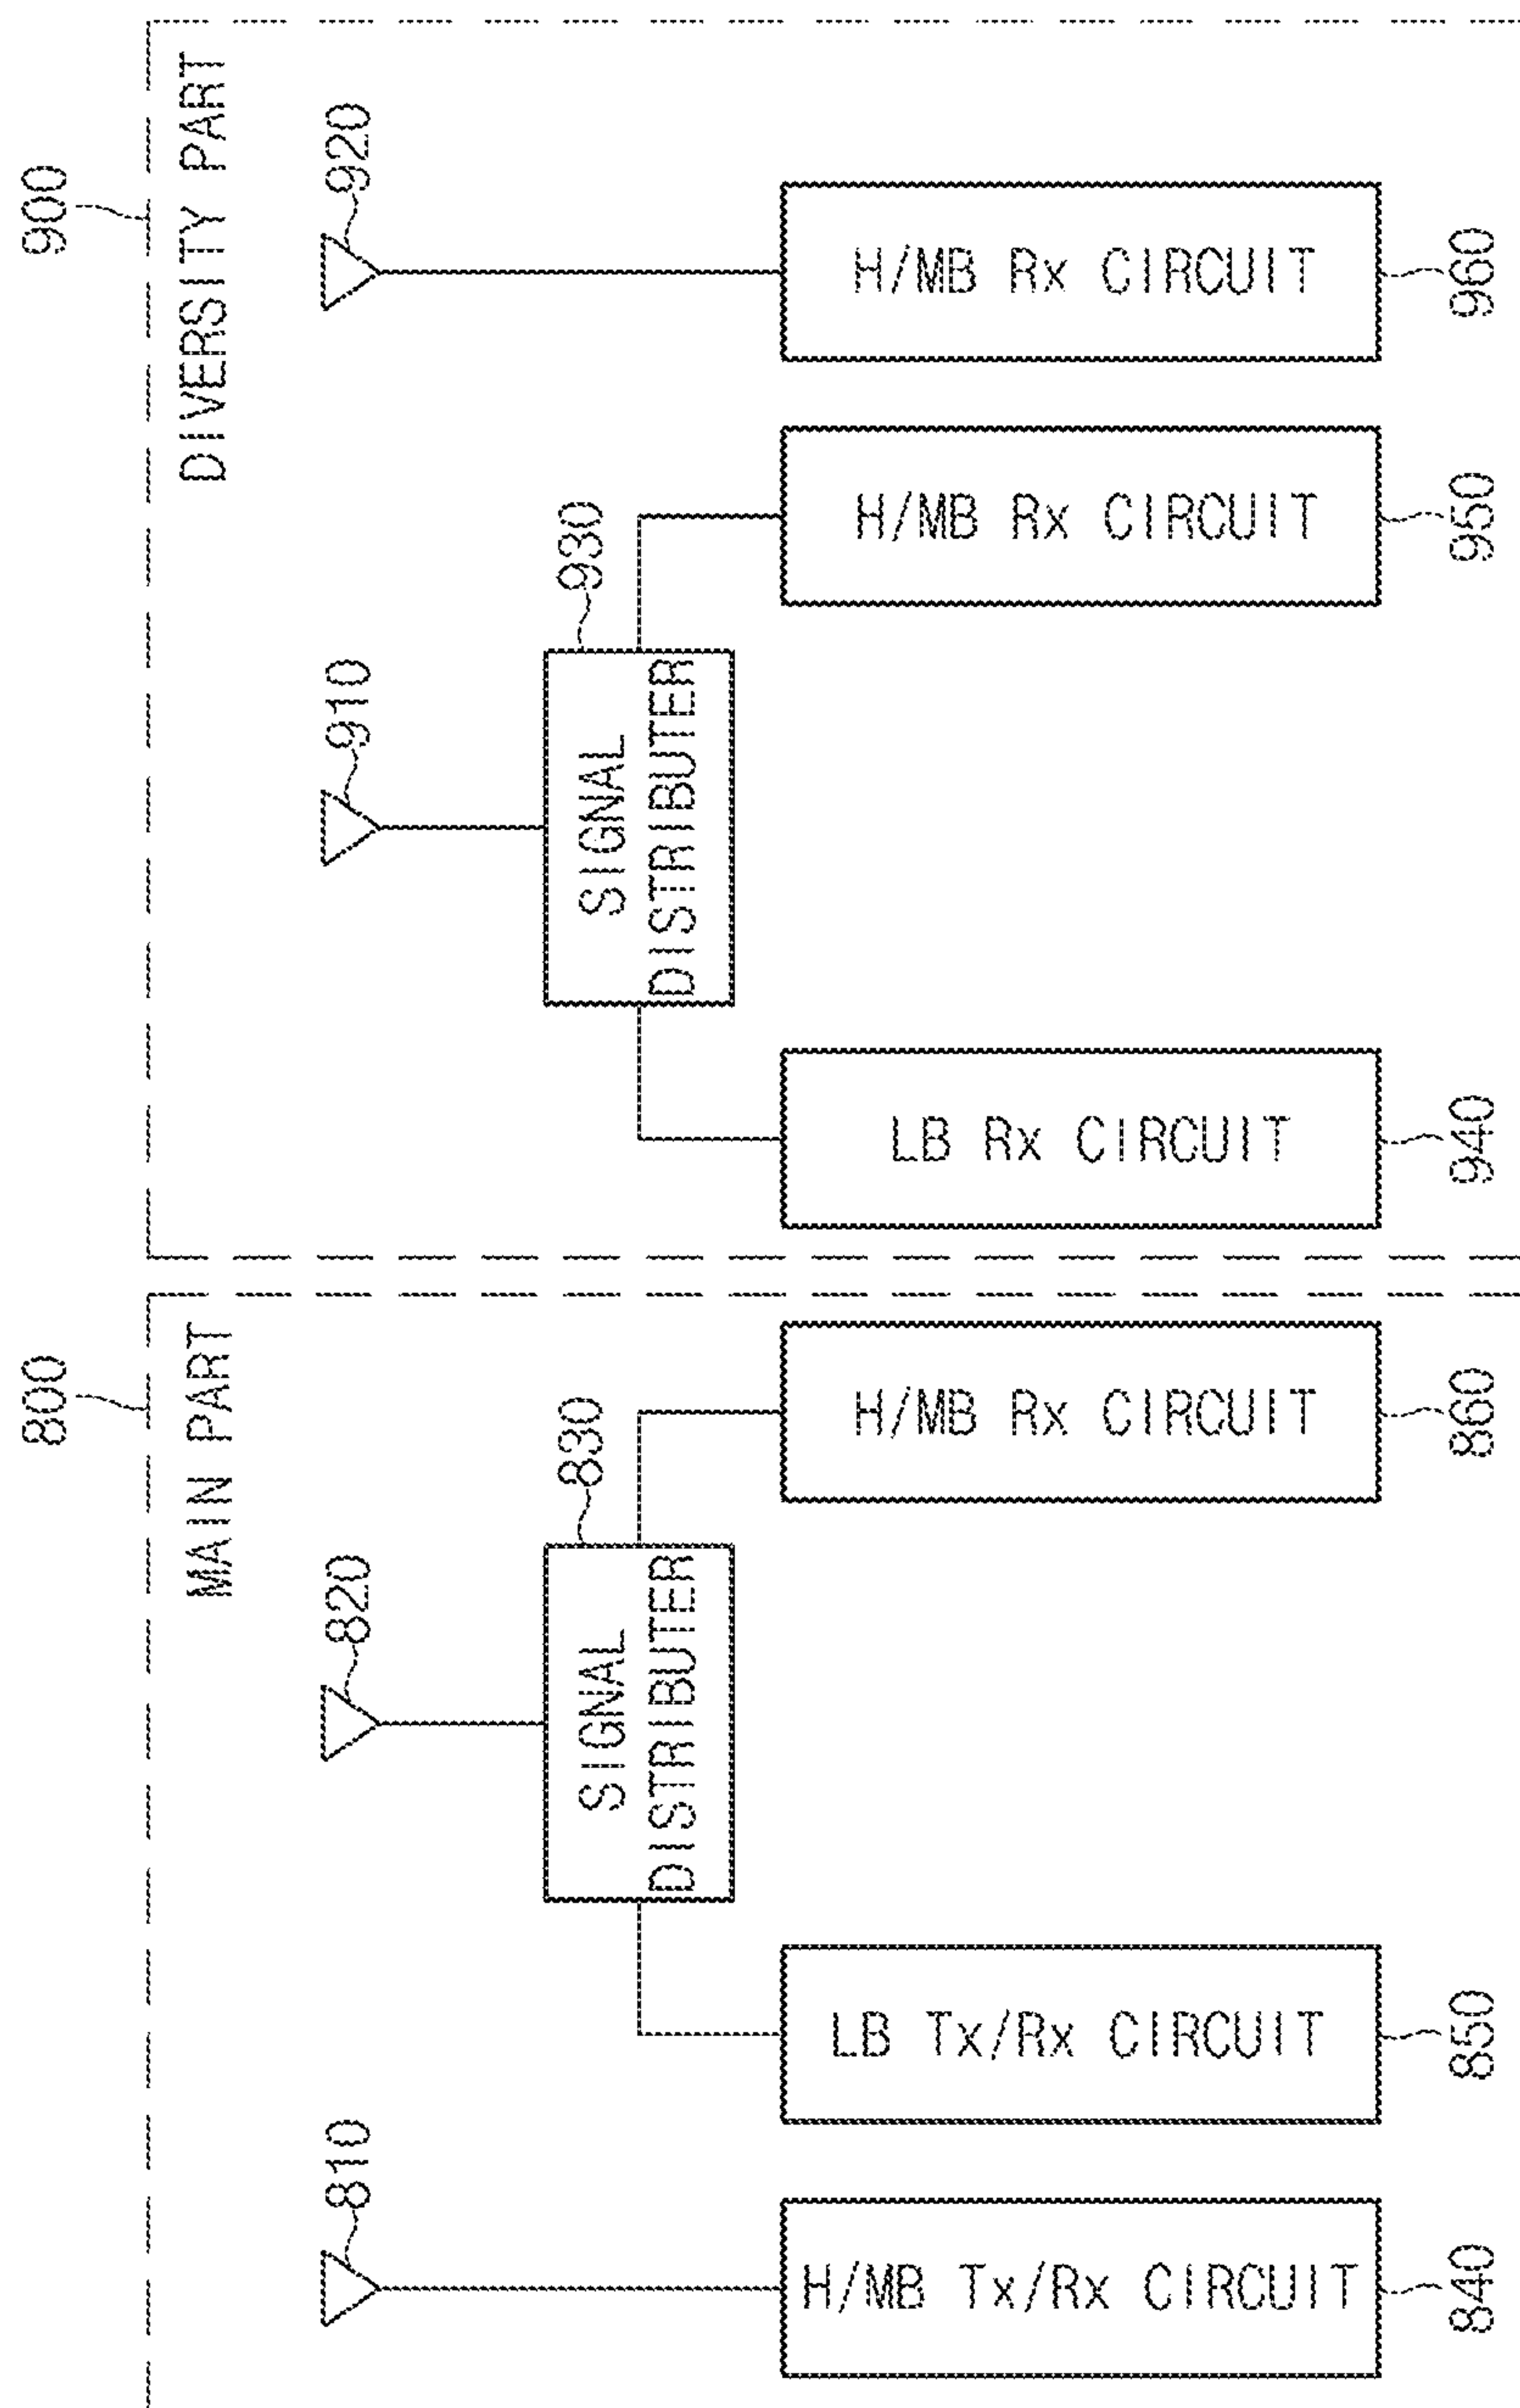 800
MAIN PART
810
820
830
SIGNAL
DISTRIBUTER
H/MB Tx/Rx CIRCUIT
LB Tx/Rx CIRCUIT
H/MB Rx CIRCUIT
840
850
860
900
DIVERSITY PART
910
920
930
SIGNAL
DISTRIBUTER
LB Rx CIRCUIT
H/MB Rx CIRCUIT
H/MB Rx CIRCUIT
940
950
960